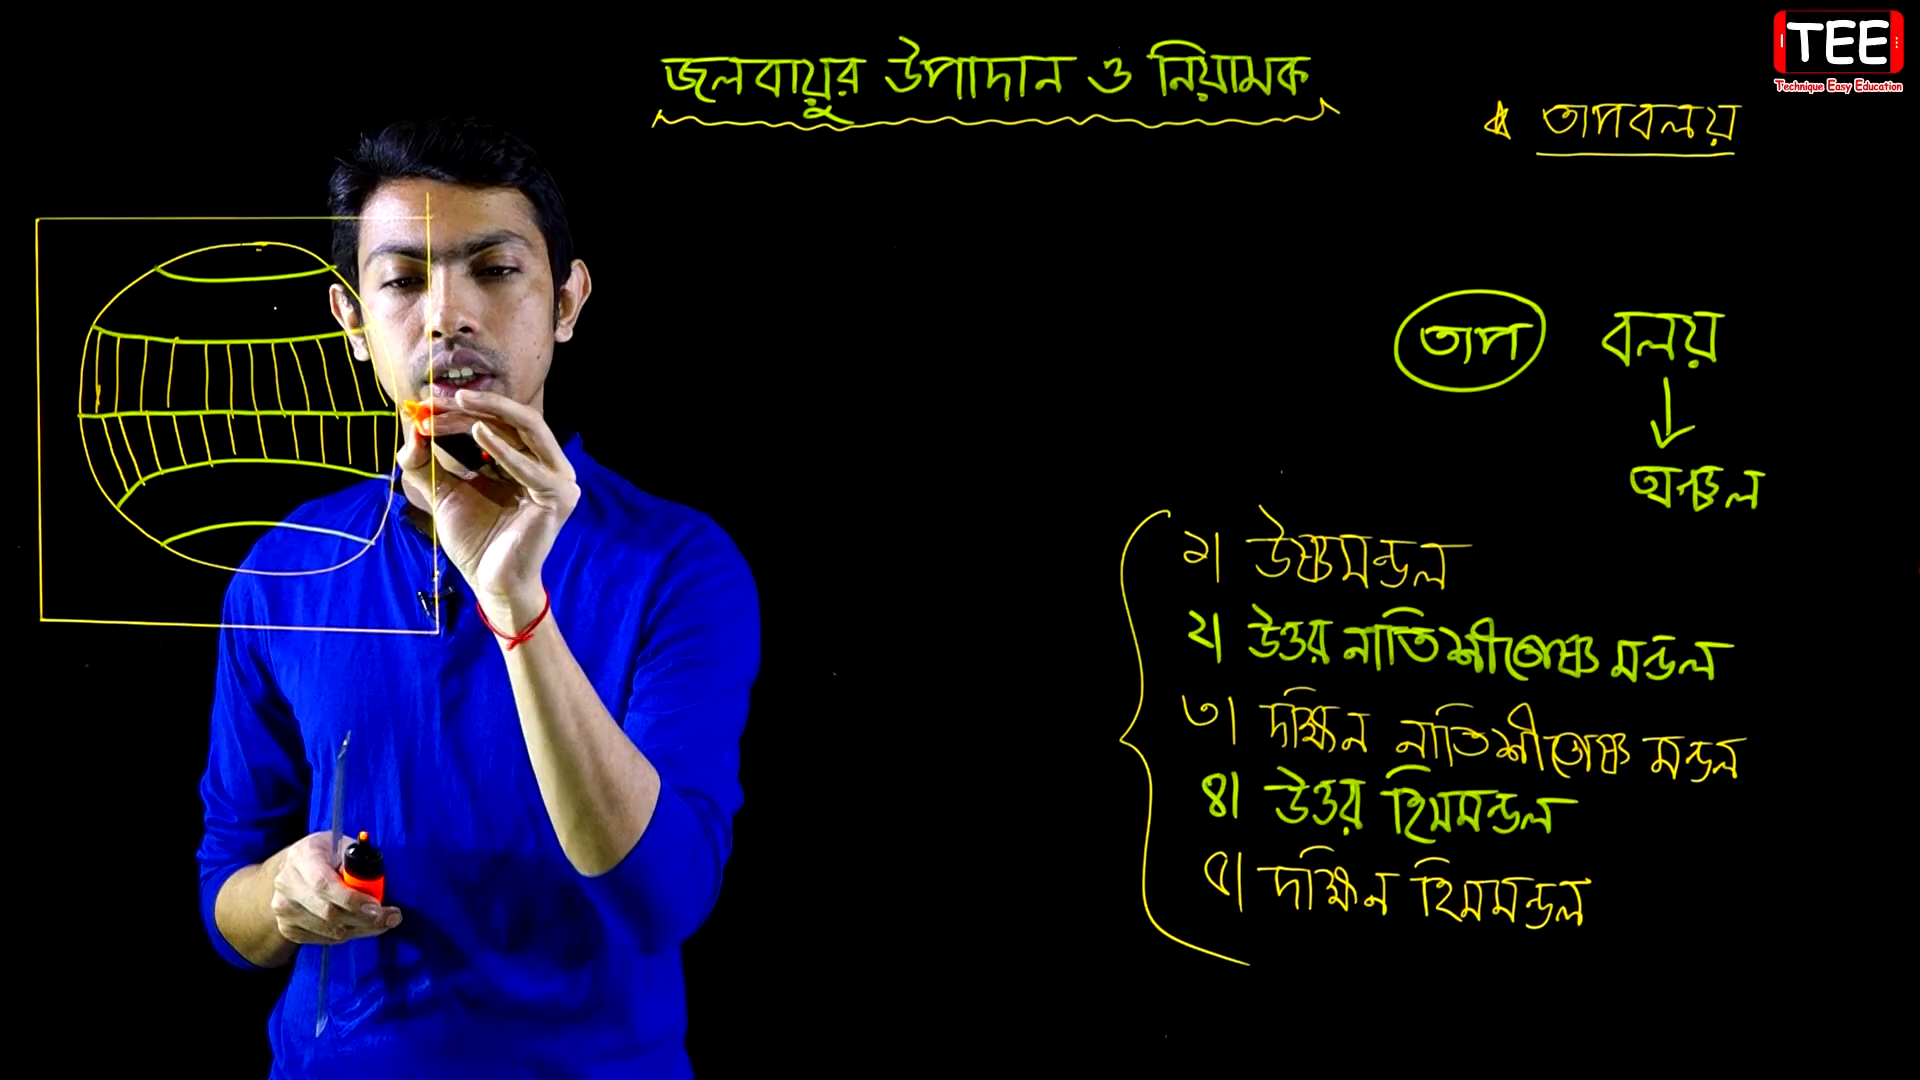 জলবায়ুর উপাদান ও নিয়ামক
TEE
Technique Easy Education
* তাপবলয়
তাপ বলয়
অঞ্চল
১। উষ্ণমন্ডল
২। উত্তর নাতিশীতোষ্ণ মন্ডল
৩। দক্ষিন নাতিশীতোষ্ণ মন্ডল
৪। উত্তর হিমমন্ডল
৫। দক্ষিন হিমমন্ডল